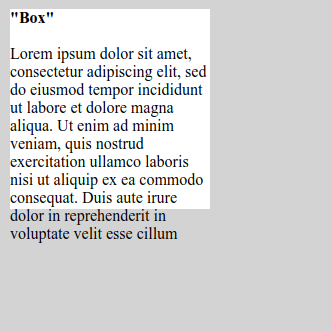 "Box"
Lorem ipsum dolor sit amet,
consectetur adipiscing elit, sed
do eiusmod tempor incididunt
ut labore et dolore magna
aliqua. Ut enim ad minim
veniam, quis nostrud
exercitation ullamco laboris
nisi ut aliquip ex ea commodo
consequat. Duis aute irure
dolor in reprehenderit in
voluptate velit esse cillum